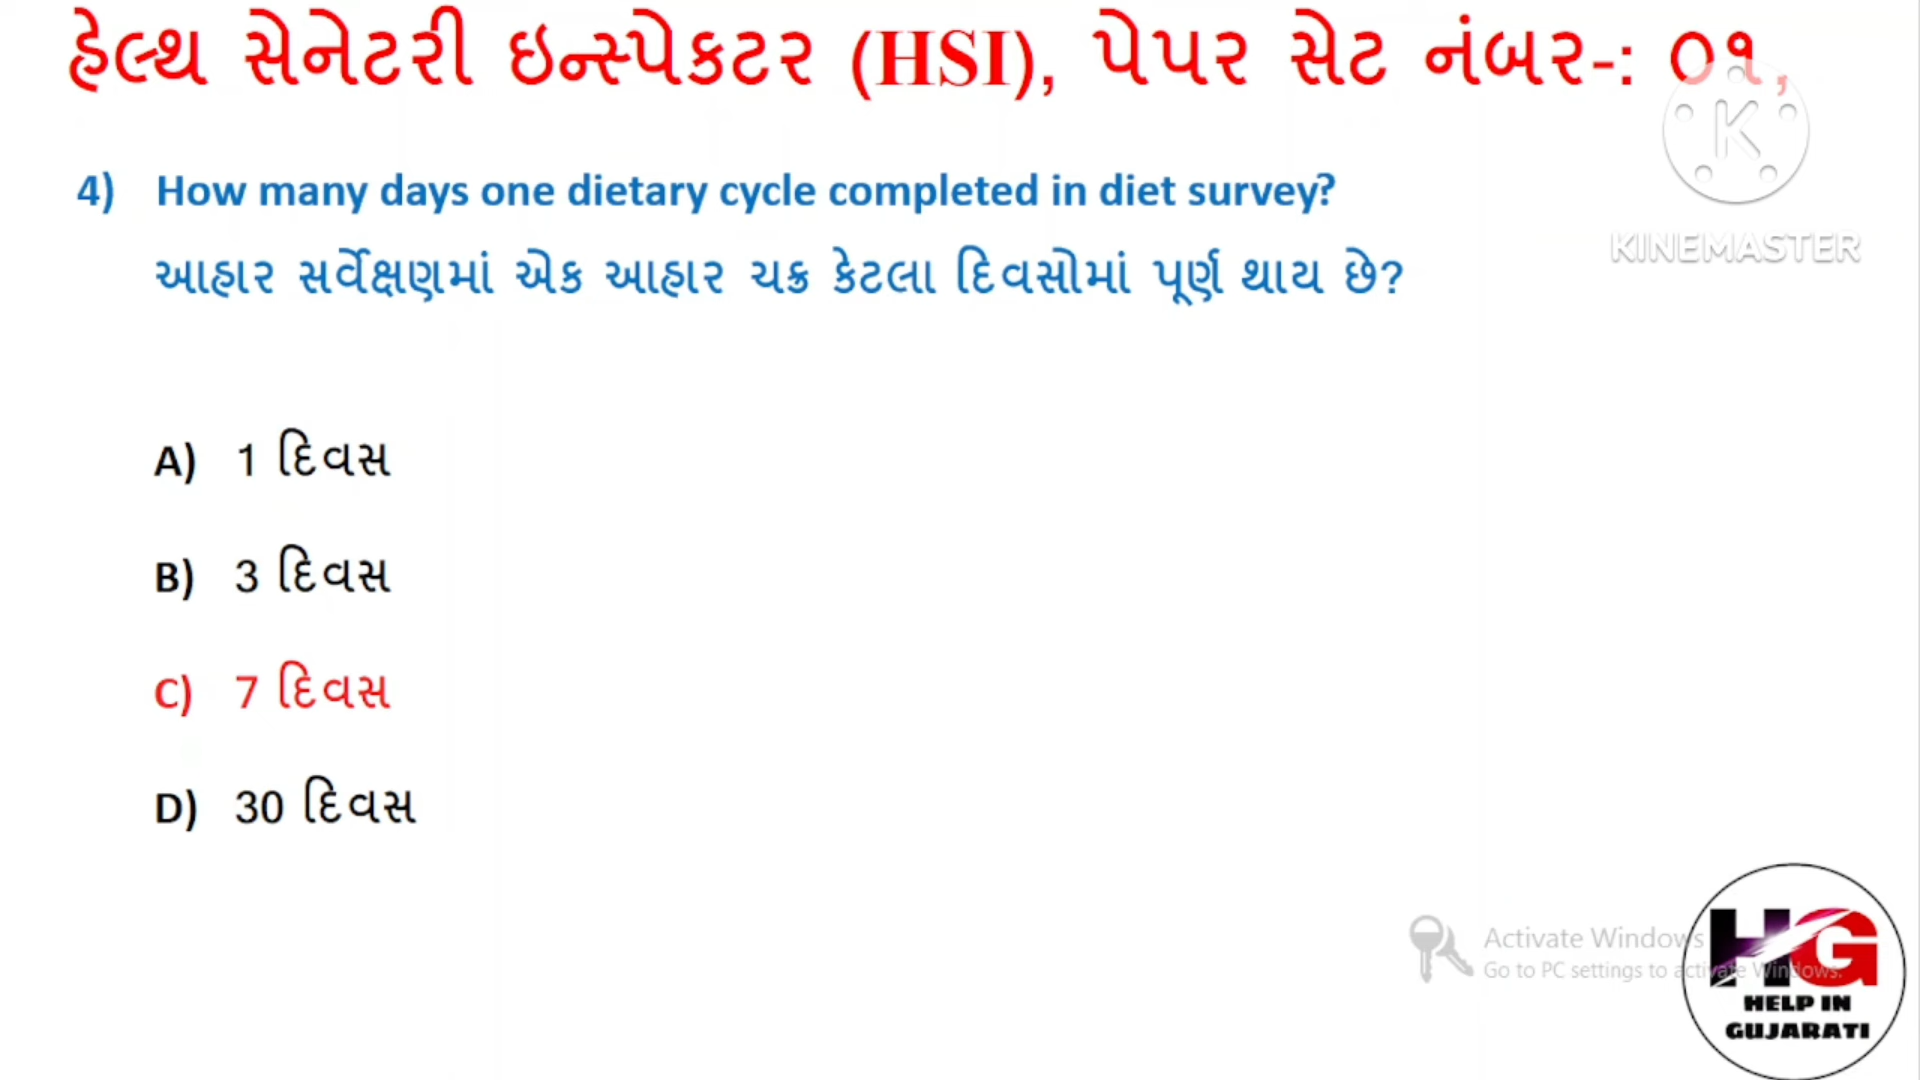 હેલ્થ સેનેટરી ઇન્સ્પેકટર (HSI), પેપર સેટ નંબર-: ૦૧,
K
KINEMASTER
4) How many days one dietary cycle completed in diet survey?
આહાર સર્વેક્ષણમાં એક આહાર ચક્ર કેટલા દિવસોમાં પૂર્ણ થાય છે?
A) 1 દિવસ
B) 3 દિવસ
C) 7 દિવસ
D) 30 દિવસ
Activate Windows
Go to PC settings to activate Windows.
HG
HELP IN
GUJARATI